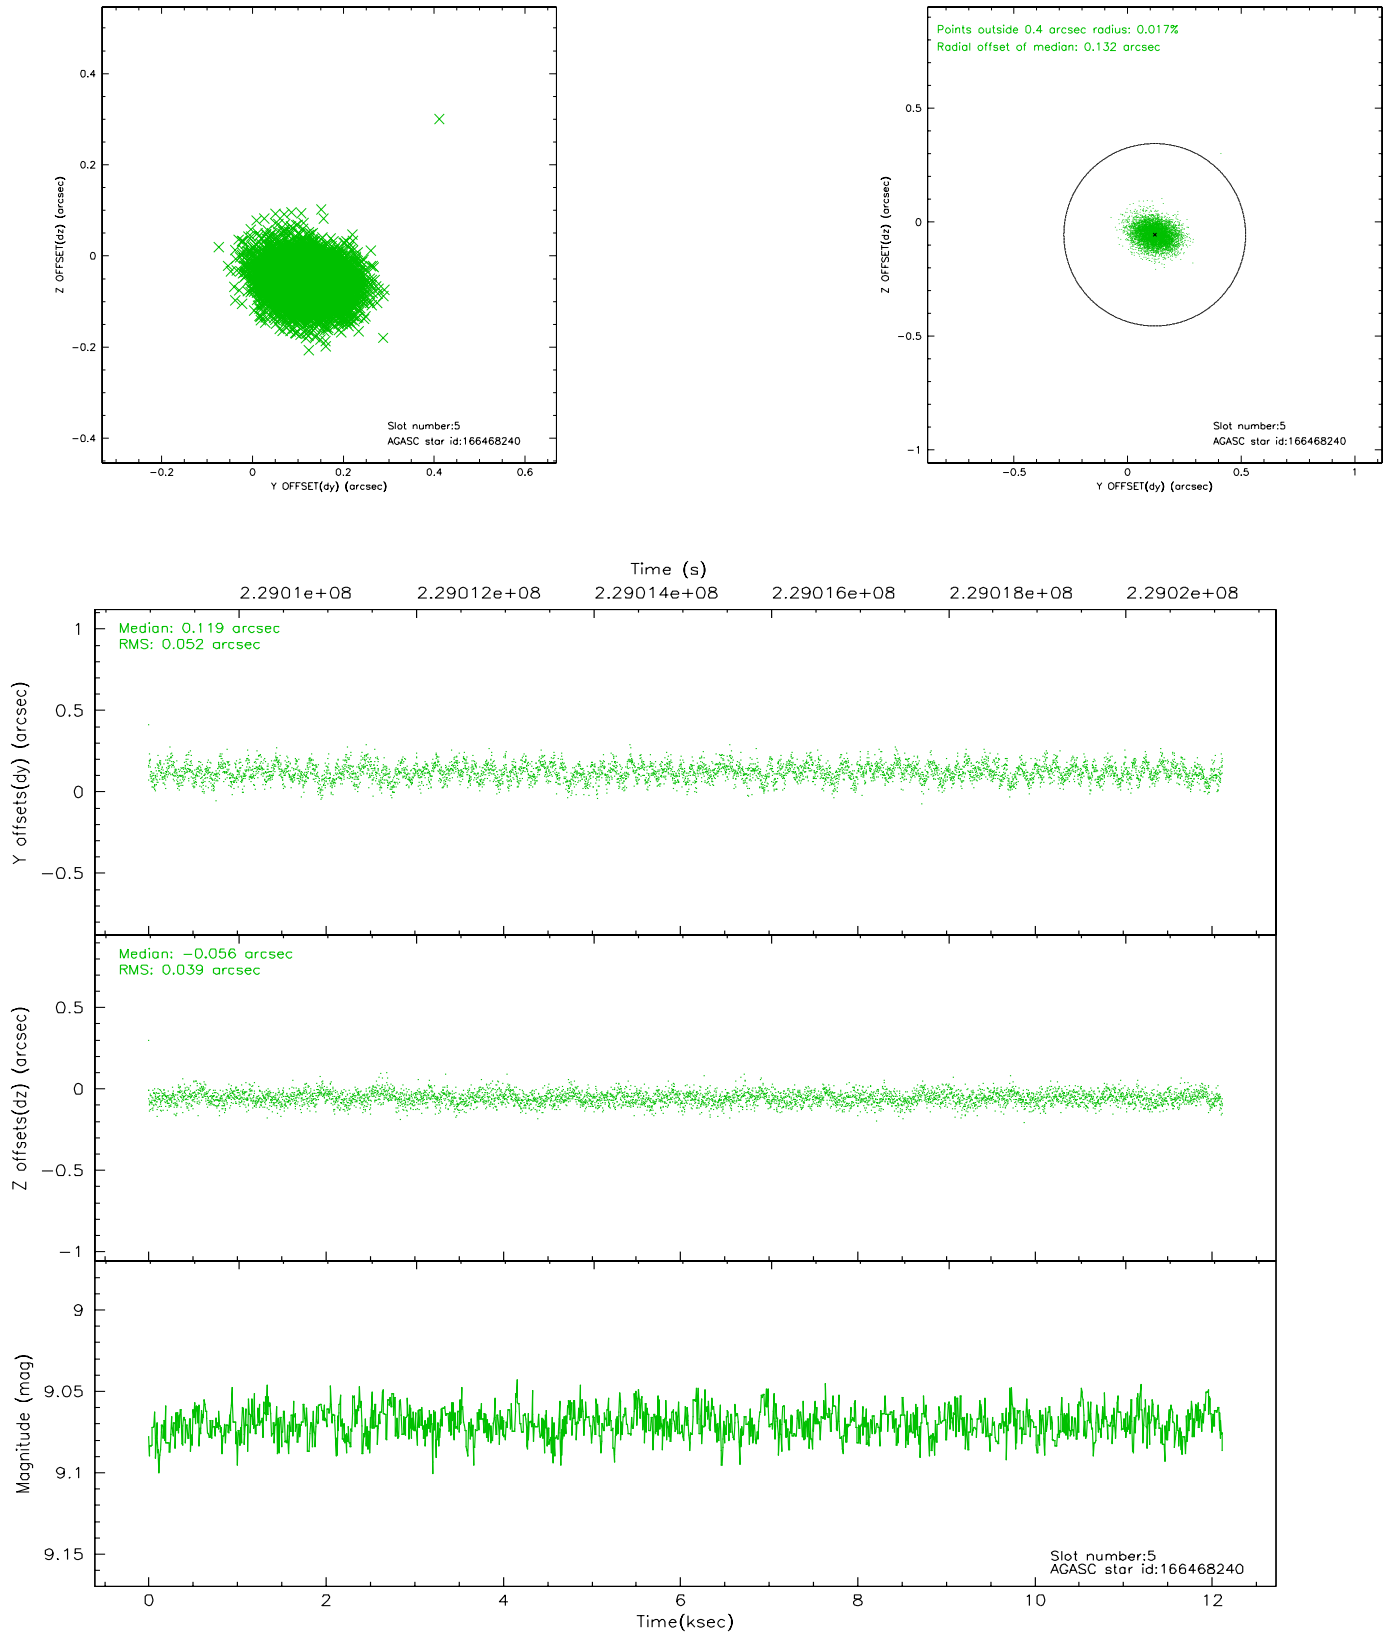 0.4
0.2
0
−0.2
−0.4
Z OFFSET(dz) (arcsec)
Slot number:5
AGASC star id:166468240
−0.2 0 0.2 0.4 0.6
Y OFFSET(dy) (arcsec)
Points outside 0.4 arcsec radius: 0.017%
Radial offset of median: 0.132 arcsec
0.5
0
−0.5
−1
Z OFFSET(dz) (arcsec)
Slot number:5
AGASC star id:166468240
−0.5 0 0.5 1
Y OFFSET(dy) (arcsec)
Time (s)
2.2901e+08 2.29012e+08 2.29014e+08 2.29016e+08 2.29018e+08 2.2902e+08
Median: 0.119 arcsec
RMS: 0.052 arcsec
1
0.5
0
−0.5
Y offsets(dy) (arcsec)
Median: −0.056 arcsec
RMS: 0.039 arcsec
0.5
0
−0.5
−1
Z offsets(dz) (arcsec)
9
9.05
9.1
9.15
Magnitude (mag)
Slot number:5
AGASC star id:166468240
0 2 4 6 8 10 12
Time(ksec)